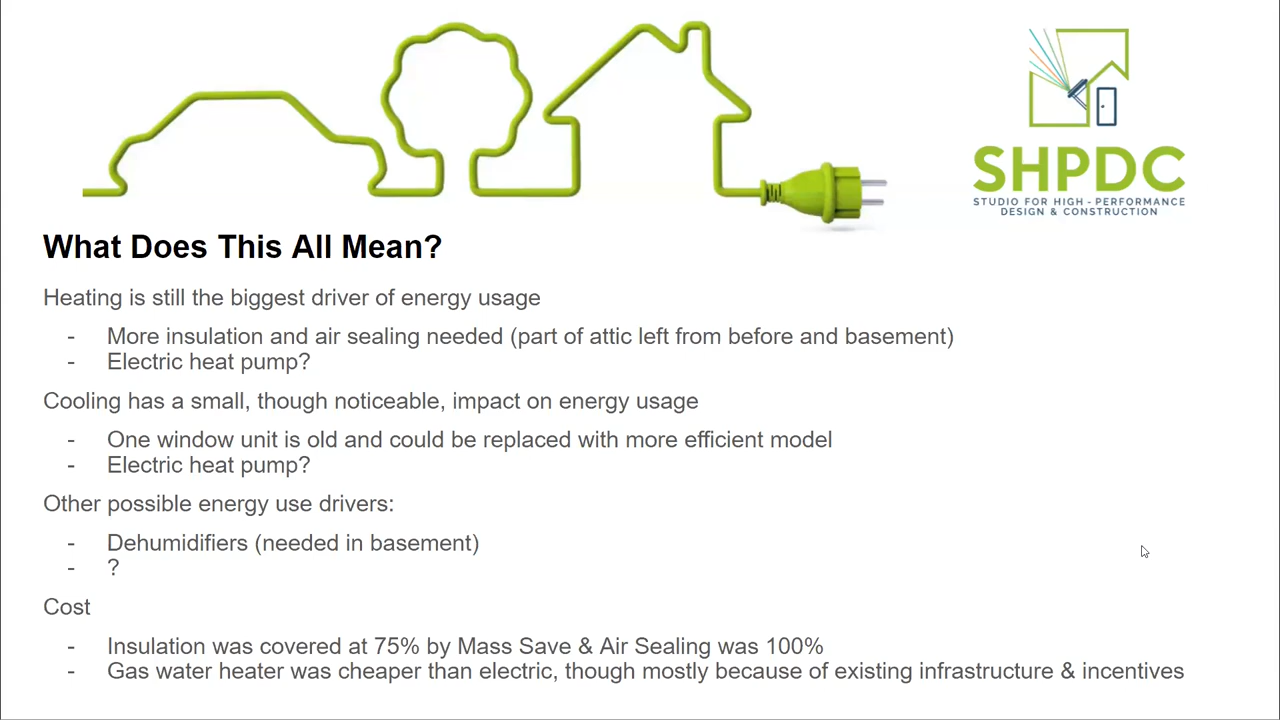 SHPDC
STUDIO FOR HIGH - PERFORMANCE
DESIGN & CONSTRUCTION
What Does This All Mean?
Heating is still the biggest driver of energy usage
- More insulation and air sealing needed (part of attic left from before and basement)
- Electric heat pump?
Cooling has a small, though noticeable, impact on energy usage
- One window unit is old and could be replaced with more efficient model
- Electric heat pump?
Other possible energy use drivers:
- Dehumidifiers (needed in basement)
- ?
Cost
- Insulation was covered at 75% by Mass Save & Air Sealing was 100%
- Gas water heater was cheaper than electric, though mostly because of existing infrastructure & incentives